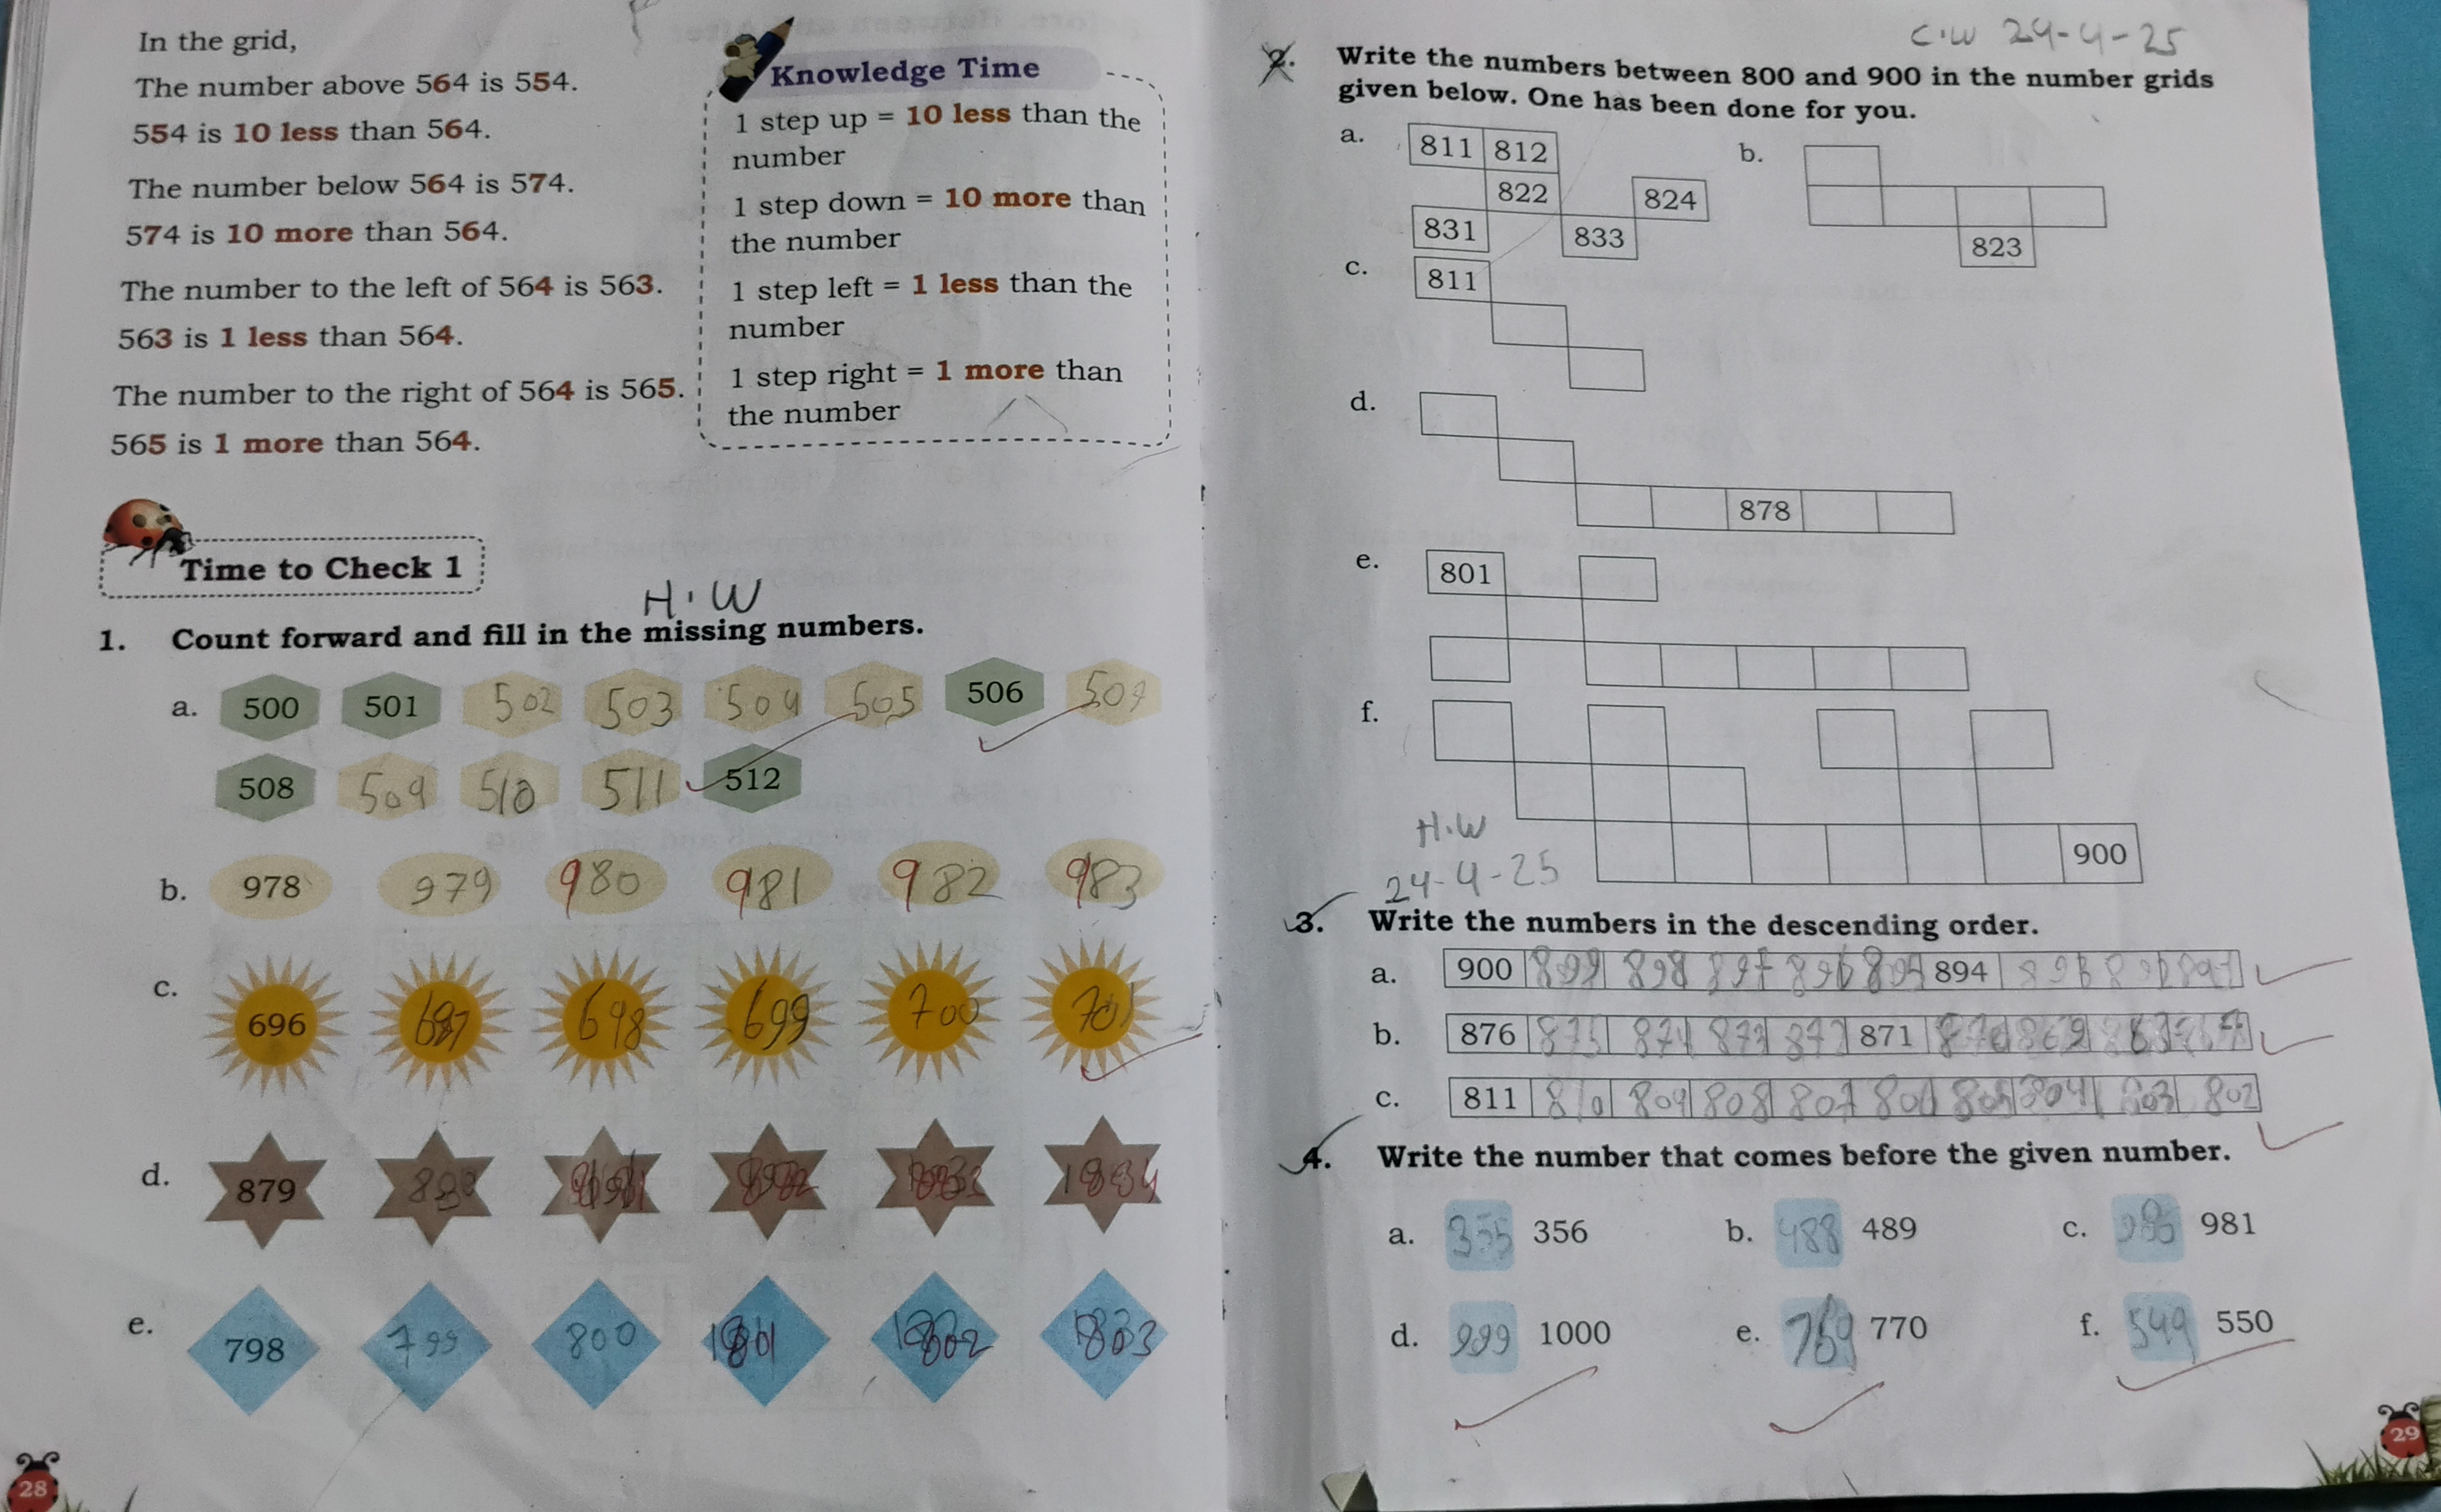 In the grid,
The number above 564 is 554.
554 is 10 less than 564.
The number below 564 is 574.
574 is 10 more than 564.
The number to the left of 564 is 563.
563 is 1 less than 564.
The number to the right of 564 is 565.
565 is 1 more than 564.
Knowledge Time
1 step up = 10 less than the
number
1 step down = 10 more than
the number
1 step left = 1 less than the
number
1 step right = 1 more than
the number
Time to Check 1
H.W
1. Count forward and fill in the missing numbers.
a. 500 501 502 503 504 505 506 507
508 509 510 511 512
b. 978 979 980 981 982 983
c. 696 697 698 699 700 701
d. 879 880
e. 798 799 800 801 802 803
28
C.W 24-4-25
2. Write the numbers between 800 and 900 in the number grids
given below. One has been done for you.
a. 811 812
822 824
831 833
b.
823
c. 811
d.
878
e. 801
f.
900
H.W
24-4-25
3. Write the numbers in the descending order.
a. 900 899 898 897 896 895 894 893 892 891
b. 876 875 874 873 872 871 870 869
c. 811 810 809 808 807 806 805 804 803 802
4. Write the number that comes before the given number.
a. 355 356 b. 488 489 c. 981
d. 999 1000 e. 769 770 f. 549 550
29